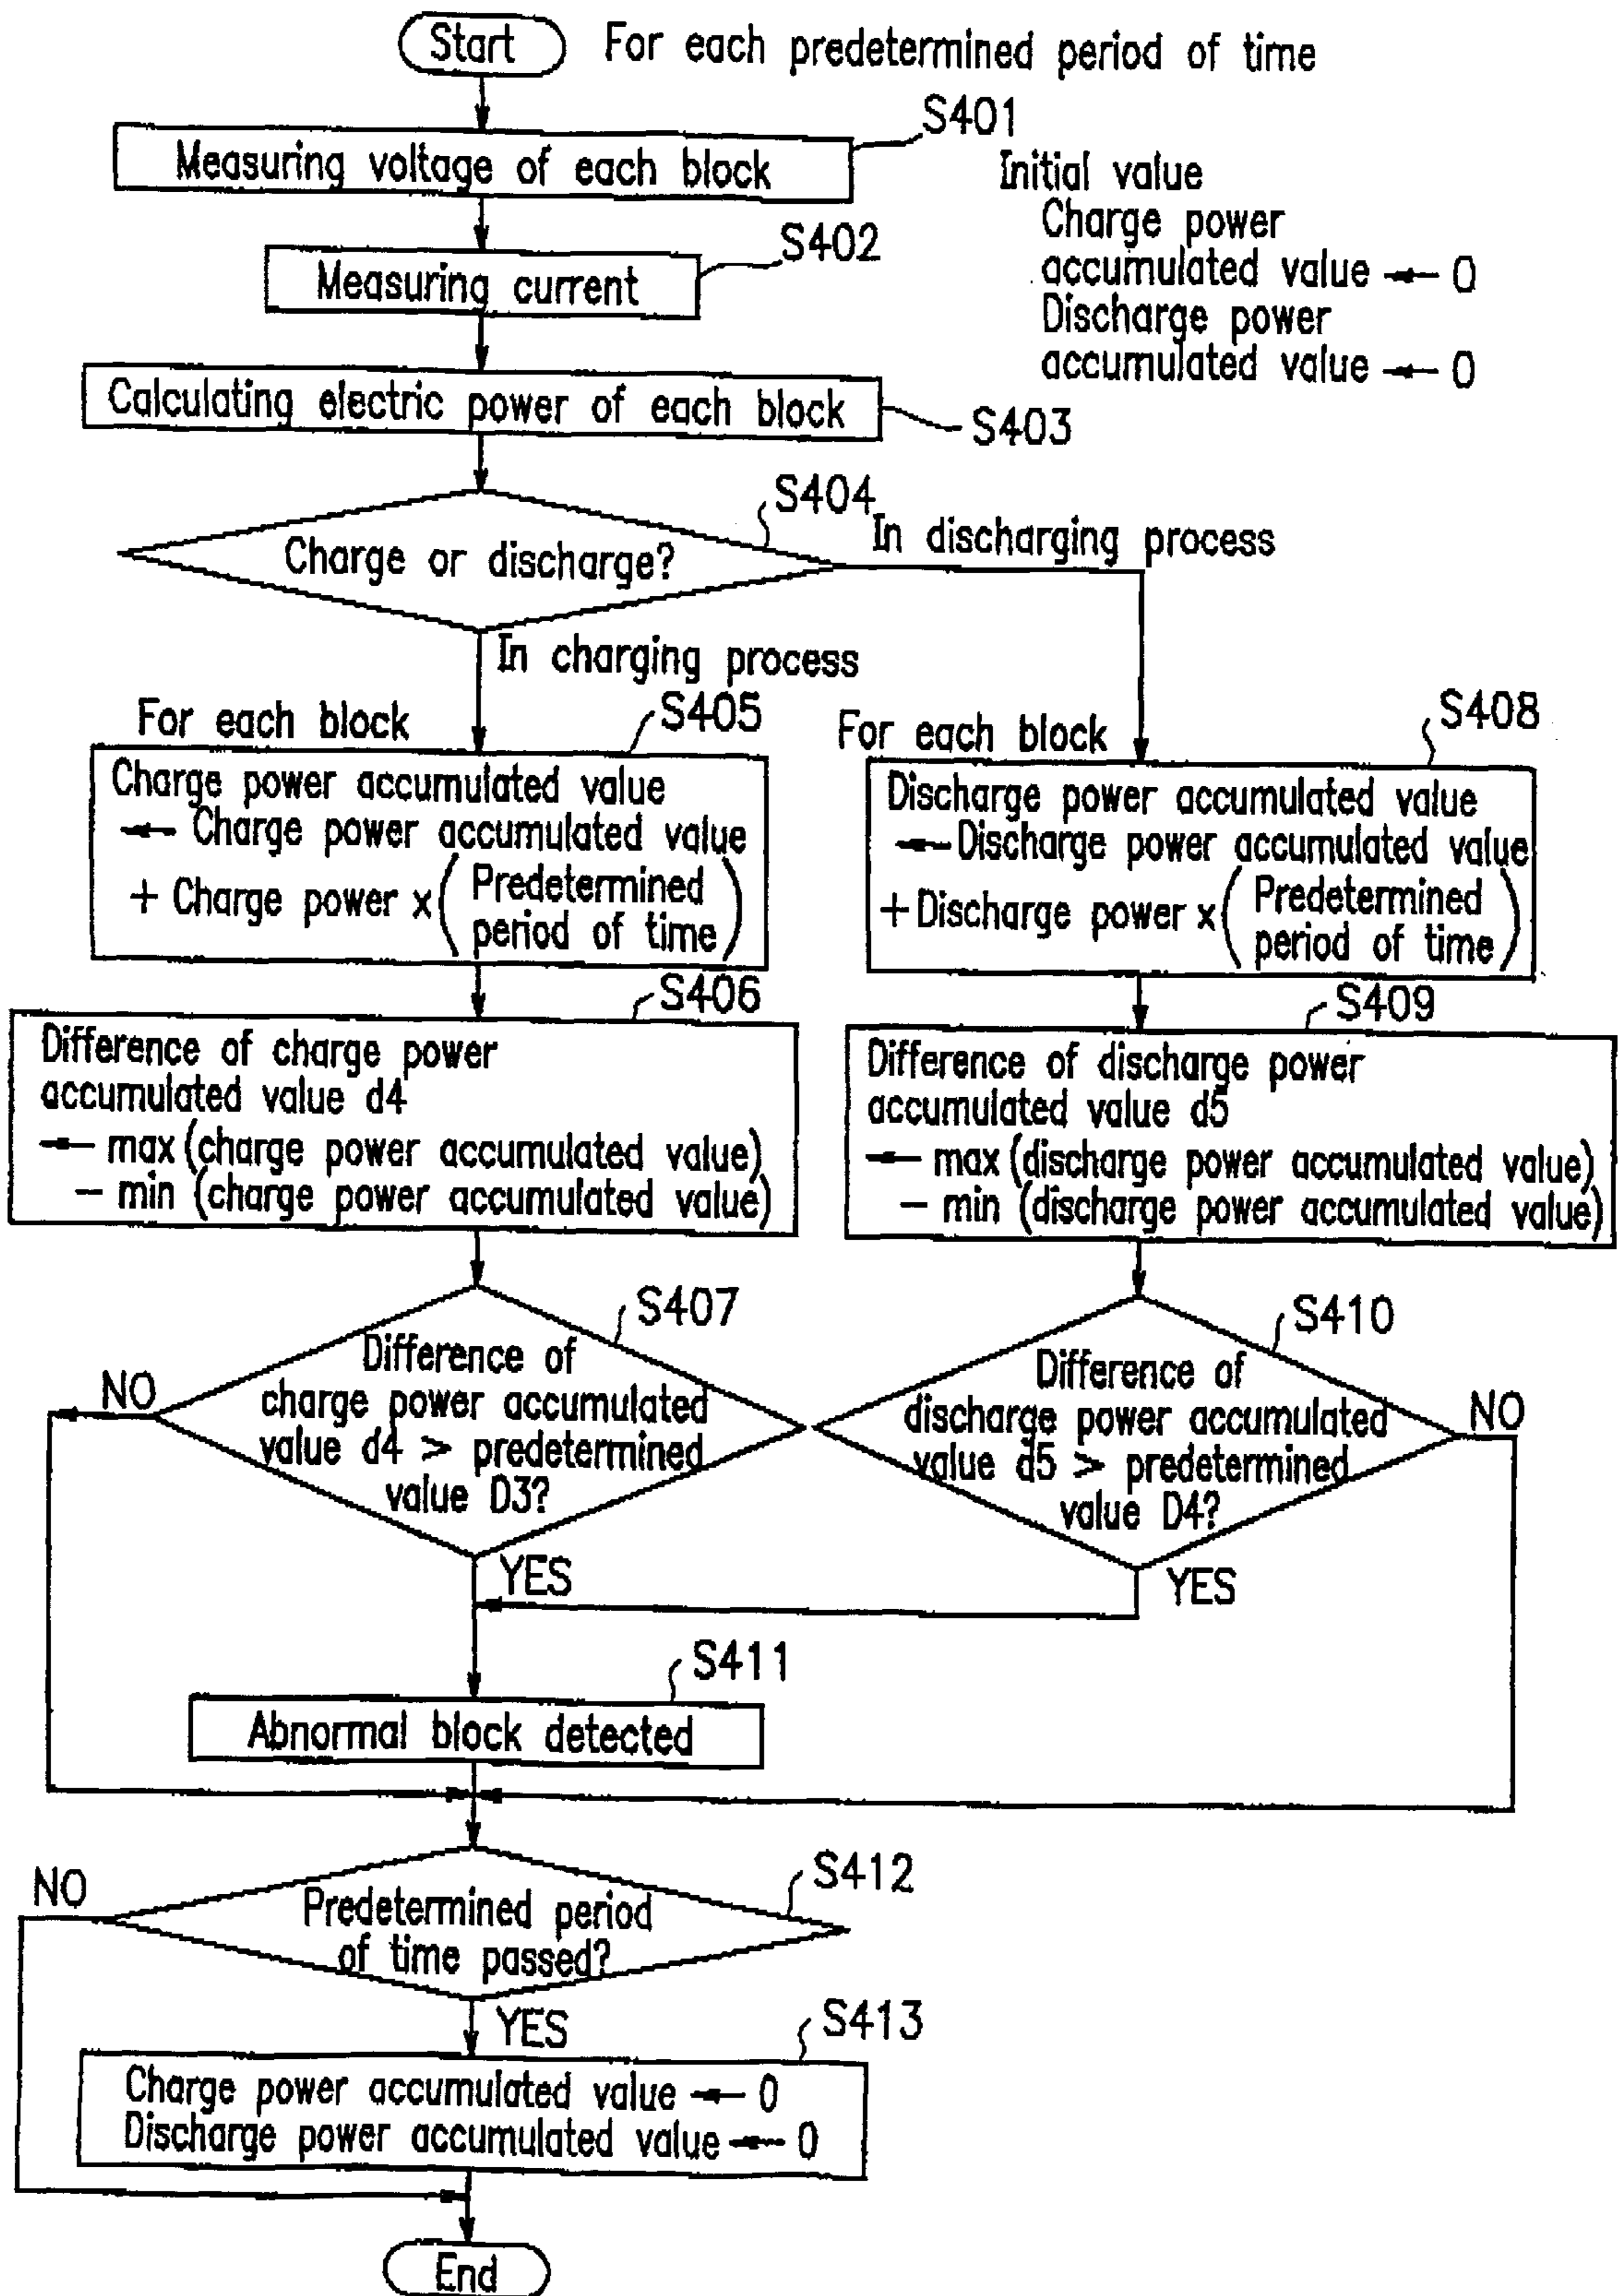 Start
For each predetermined period of time
S401
Measuring voltage of each block
Initial value
Charge power
accumulated value ← 0
Discharge power
accumulated value ← 0
S402
Measuring current
Calculating electric power of each block
S403
S404
Charge or discharge?
In discharging process
In charging process
For each block
S405
Charge power accumulated value
← Charge power accumulated value
+ Charge power x (Predetermined
period of time)
For each block
S408
Discharge power accumulated value
← Discharge power accumulated value
+ Discharge power x (Predetermined
period of time)
S406
Difference of charge power
accumulated value d4
← max (charge power accumulated value)
− min (charge power accumulated value)
S409
Difference of discharge power
accumulated value d5
← max (discharge power accumulated value)
− min (discharge power accumulated value)
S407
Difference of
charge power accumulated
value d4 > predetermined
value D3?
NO
YES
S410
Difference of
discharge power accumulated
value d5 > predetermined
value D4?
NO
YES
S411
Abnormal block detected
S412
NO
Predetermined period
of time passed?
YES
S413
Charge power accumulated value ← 0
Discharge power accumulated value ← 0
End